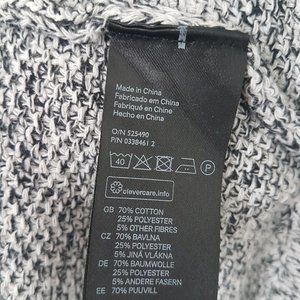 Made in China
Fabricado em China
Fabriqué en Chine
Hecho en China
O/N 525490
P/N 0338461 2
40 P
clevercare.info
GB 70% COTTON
25% POLYESTER
5% OTHER FIBRES
CZ 70% BAVLNA
25% POLYESTER
5% JINÁ VLÁKNA
DE 70% BAUMWOLLE
25% POLYESTER
5% ANDERE FASERN
EE 70% PUUVILL